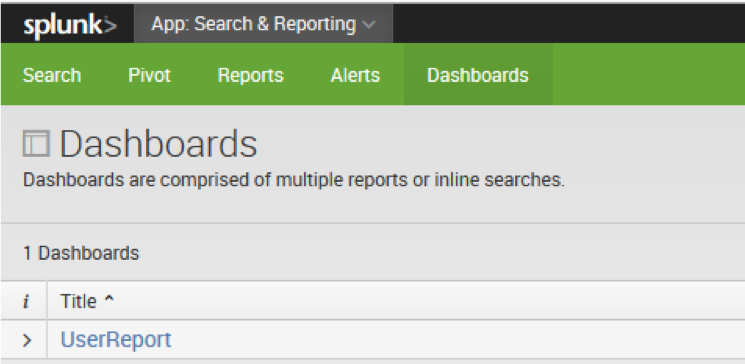 splunk> App: Search & Reporting
Search Pivot Reports Alerts Dashboards
Dashboards
Dashboards are comprised of multiple reports or inline searches.
1 Dashboards
i Title ^
> UserReport